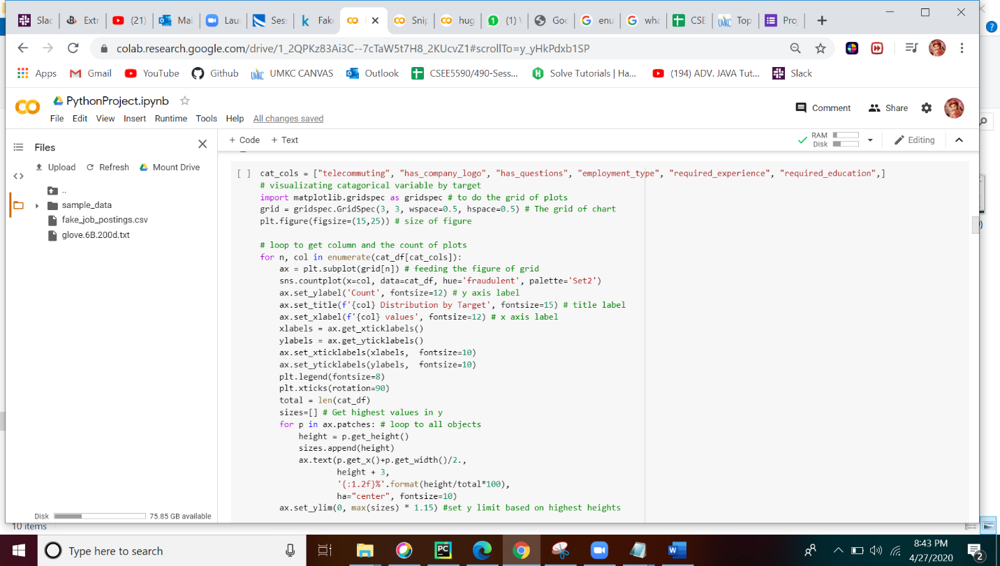 Slac
Extr
(21)
Mai
Lau
Ses
Fak
Snip
hug
(1)
Goc
enu
wha
CSE
Top
Pro
colab.research.google.com/drive/1_2QPKz83Ai3C--7cTaW5t7H8_2KUcvZ1#scrollTo=y_yHkPdxb1SP
Apps Gmail YouTube Github UMKC CANVAS Outlook CSEE5590/490-Sess... Solve Tutorials | Ha... (194) ADV. JAVA Tut... Slack
PythonProject.ipynb
Comment Share
File Edit View Insert Runtime Tools Help All changes saved
Files
+ Code + Text
RAM
Disk
Editing
Upload Refresh Mount Drive
..
sample_data
fake_job_postings.csv
glove.6B.200d.txt
[ ] cat_cols = ["telecommuting", "has_company_logo", "has_questions", "employment_type", "required_experience", "required_education",]
# visualizating catagorical variable by target
import matplotlib.gridspec as gridspec # to do the grid of plots
grid = gridspec.GridSpec(3, 3, wspace=0.5, hspace=0.5) # The grid of chart
plt.figure(figsize=(15,25)) # size of figure
# loop to get column and the count of plots
for n, col in enumerate(cat_df[cat_cols]):
ax = plt.subplot(grid[n]) # feeding the figure of grid
sns.countplot(x=col, data=cat_df, hue='fraudulent', palette='Set2')
ax.set_ylabel('Count', fontsize=12) # y axis label
ax.set_title(f'{col} Distribution by Target', fontsize=15) # title label
ax.set_xlabel(f'{col} values', fontsize=12) # x axis label
xlabels = ax.get_xticklabels()
ylabels = ax.get_yticklabels()
ax.set_xticklabels(xlabels,  fontsize=10)
ax.set_yticklabels(ylabels,  fontsize=10)
plt.legend(fontsize=8)
plt.xticks(rotation=90)
total = len(cat_df)
sizes=[] # Get highest values in y
for p in ax.patches: # loop to all objects
height = p.get_height()
sizes.append(height)
ax.text(p.get_x()+p.get_width()/2.,
height + 3,
'{:1.2f}%'.format(height/total*100),
ha="center", fontsize=10)
ax.set_ylim(0, max(sizes) * 1.15) #set y limit based on highest heights
Disk 75.85 GB available
10 items
Type here to search
8:43 PM
4/27/2020
2